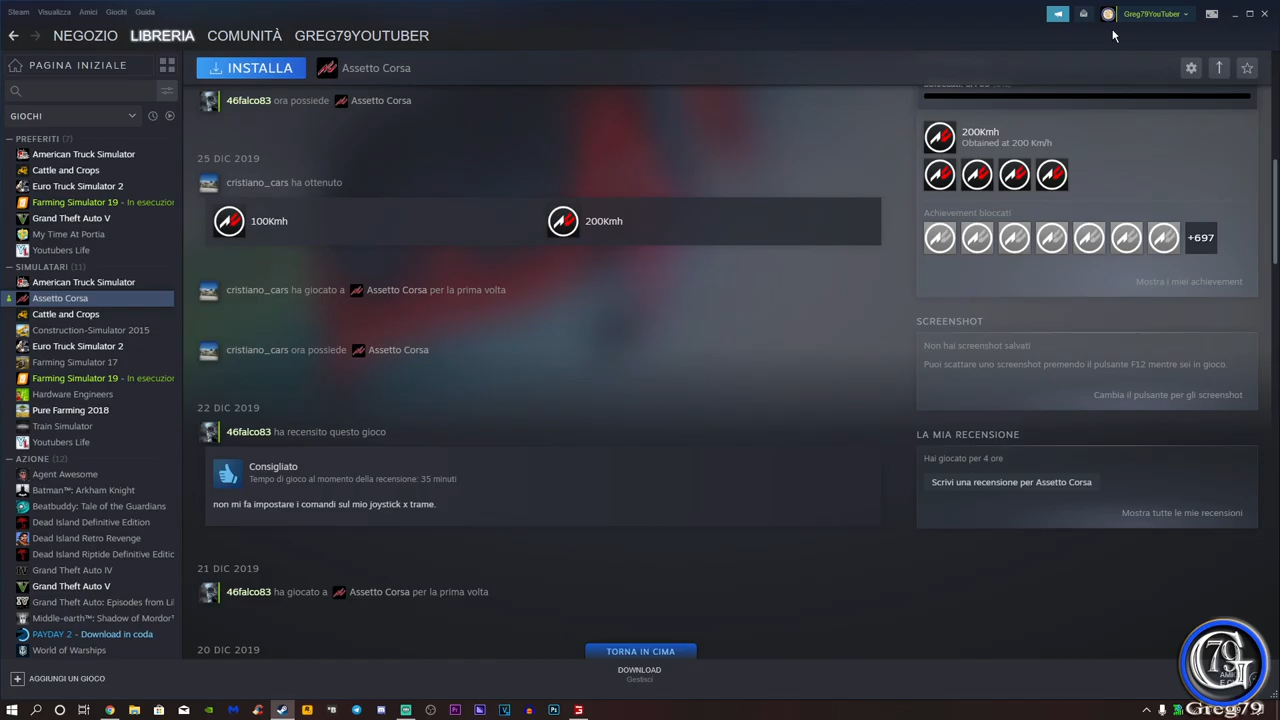 Steam Visualizza Amici Giochi Guida
Greg79YouTuber
NEGOZIO LIBRERIA COMUNITÀ GREG79YOUTUBER
PAGINA INIZIALE
INSTALLA Assetto Corsa
GIOCHI
PREFERITI (7)
American Truck Simulator
Cattle and Crops
Euro Truck Simulator 2
Farming Simulator 19 - In esecuzion
Grand Theft Auto V
My Time At Portia
Youtubers Life
SIMULATARI (11)
American Truck Simulator
Assetto Corsa
Cattle and Crops
Construction-Simulator 2015
Euro Truck Simulator 2
Farming Simulator 17
Farming Simulator 19 - In esecuzion
Hardware Engineers
Pure Farming 2018
Train Simulator
Youtubers Life
AZIONE (12)
Agent Awesome
Batman™: Arkham Knight
Beatbuddy: Tale of the Guardians
Dead Island Definitive Edition
Dead Island Retro Revenge
Dead Island Riptide Definitive Editic
Grand Theft Auto IV
Grand Theft Auto V
Grand Theft Auto: Episodes from Li
Middle-earth™: Shadow of Mordor™
PAYDAY 2 - Download in coda
World of Warships
AGGIUNGI UN GIOCO
46falco83 ora possiede Assetto Corsa
25 DIC 2019
cristiano_cars ha ottenuto
100Kmh 200Kmh
cristiano_cars ha giocato a Assetto Corsa per la prima volta
cristiano_cars ora possiede Assetto Corsa
22 DIC 2019
46falco83 ha recensito questo gioco
Consigliato
Tempo di gioco al momento della recensione: 35 minuti
non mi fa impostare i comandi sul mio joystick x trame.
21 DIC 2019
46falco83 ha giocato a Assetto Corsa per la prima volta
20 DIC 2019
TORNA IN CIMA
DOWNLOAD
Gestisci
200Kmh
Obtained at 200 Km/h
Achievement bloccati
+697
Mostra i miei achievement
SCREENSHOT
Non hai screenshot salvati
Puoi scattare uno screenshot premendo il pulsante F12 mentre sei in gioco.
Cambia il pulsante per gli screenshot
LA MIA RECENSIONE
Hai giocato per 4 ore
Scrivi una recensione per Assetto Corsa
Mostra tutte le mie recensioni
G79
Greg79